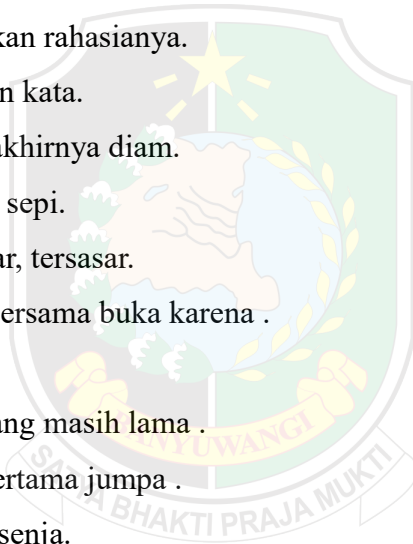 kan rahasianya.
n kata.
akhirnya diam.
sepi.
ar, tersasar.
bersama buka karena .
ang masih lama .
ertama jumpa .
senja.
BANYUWANGI
SATYA BHAKTI PRAJA MUKTI